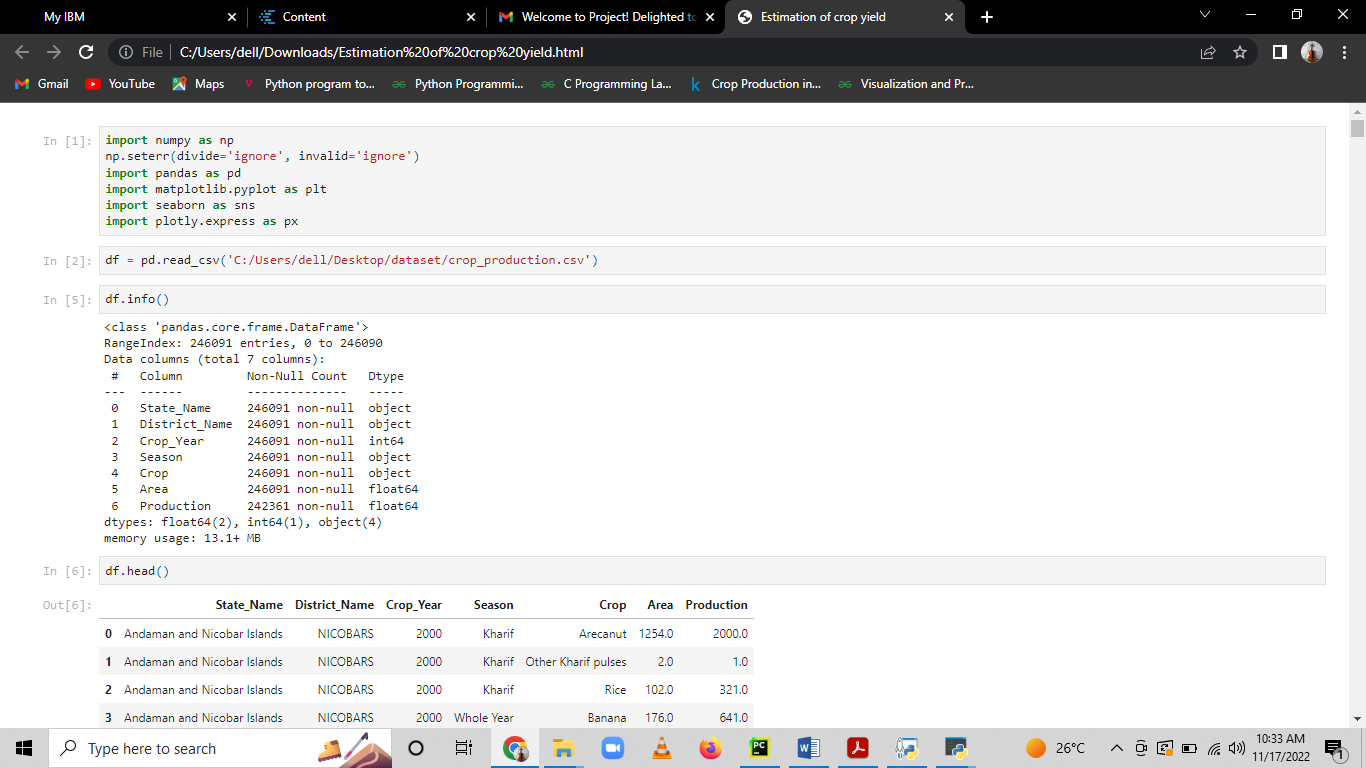 My IBM
Content
Welcome to Project! Delighted to
Estimation of crop yield
File
C:/Users/dell/Downloads/Estimation%20of%20crop%20yield.html
Gmail
YouTube
Maps
Python program to...
Python Programmi...
C Programming La...
Crop Production in...
Visualization and Pr...
In [1]:
import numpy as np
np.seterr(divide='ignore', invalid='ignore')
import pandas as pd
import matplotlib.pyplot as plt
import seaborn as sns
import plotly.express as px
In [2]:
df = pd.read_csv('C:/Users/dell/Desktop/dataset/crop_production.csv')
In [5]:
df.info()
<class 'pandas.core.frame.DataFrame'>
RangeIndex: 246091 entries, 0 to 246090
Data columns (total 7 columns):
# Column Non-Null Count Dtype
--- ------ -------------- -----
0 State_Name 246091 non-null object
1 District_Name 246091 non-null object
2 Crop_Year 246091 non-null int64
3 Season 246091 non-null object
4 Crop 246091 non-null object
5 Area 246091 non-null float64
6 Production 242361 non-null float64
dtypes: float64(2), int64(1), object(4)
memory usage: 13.1+ MB
In [6]:
df.head()
Out[6]:
State_Name District_Name Crop_Year Season Crop Area Production
0 Andaman and Nicobar Islands NICOBARS 2000 Kharif Arecanut 1254.0 2000.0
1 Andaman and Nicobar Islands NICOBARS 2000 Kharif Other Kharif pulses 2.0 1.0
2 Andaman and Nicobar Islands NICOBARS 2000 Kharif Rice 102.0 321.0
3 Andaman and Nicobar Islands NICOBARS 2000 Whole Year Banana 176.0 641.0
Type here to search
26°C
10:33 AM
11/17/2022
1